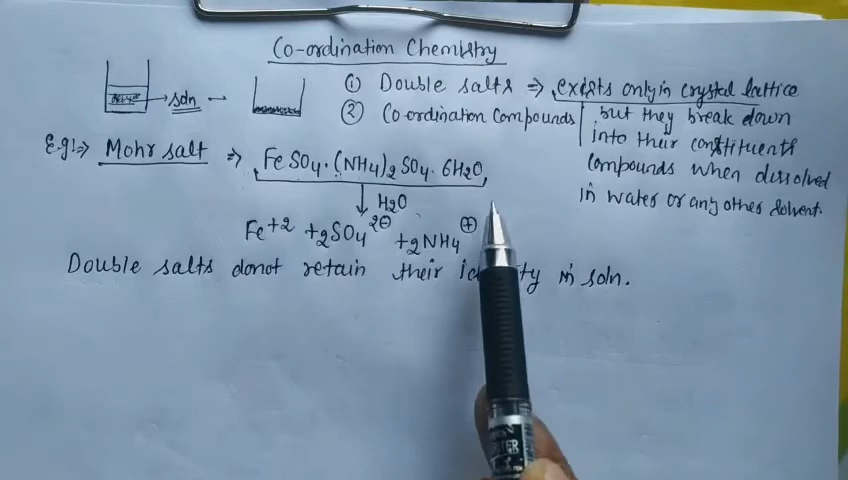 Co-ordination Chemistry
① Double salts ⇒ exists only in crystal lattice
→ soln ↔
② Co ordination Compounds
but they break down
into their constituents
compounds when dissolved
in water or any other solvent.
E.g:⇒ Mohr salt ⇒ FeSO4·(NH4)2SO4·6H2O
↓ H2O
Fe+2 + 2SO4 2⊖ + 2NH4 ⊕
Double salts donot retain their in soln.